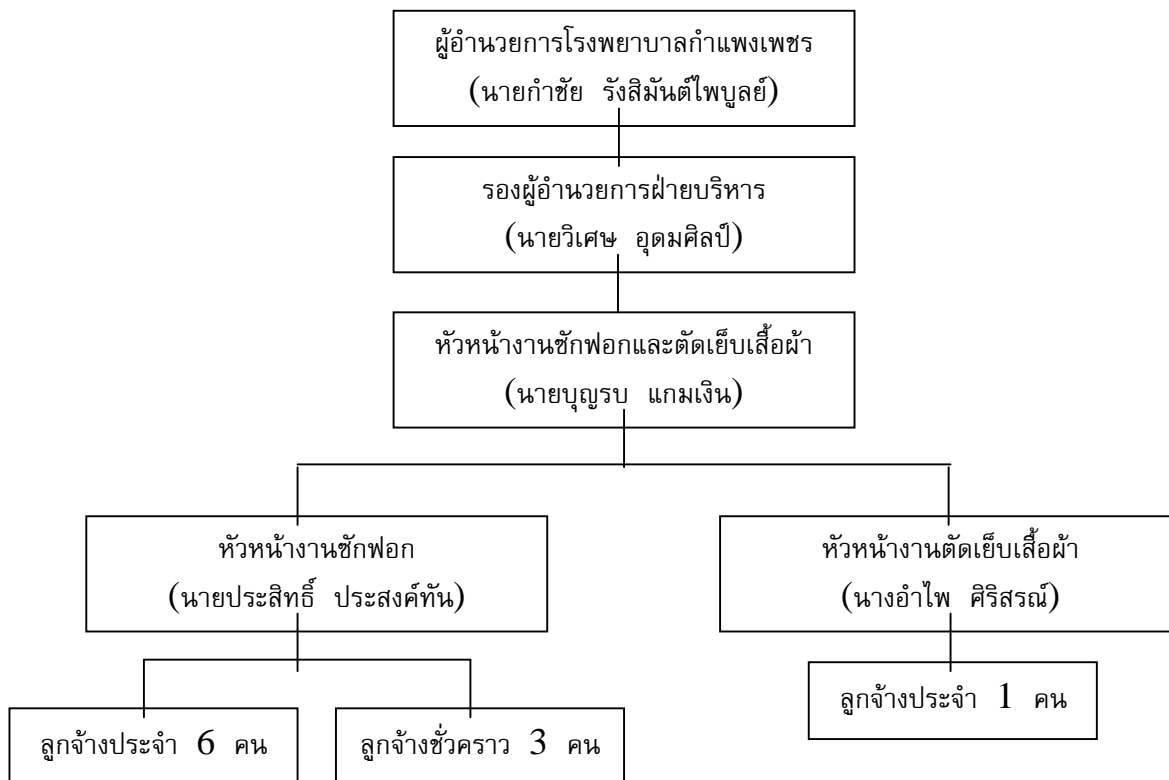 ผู้อำนวยการโรงพยาบาลกำแพงเพชร
(นายกำชัย รังสิมันต์ไพบูลย์)
รองผู้อำนวยการฝ่ายบริหาร
(นายวิเศษ อุดมศิลป์)
หัวหน้างานซักฟอกและตัดเย็บเสื้อผ้า
(นายบุญรบ แกมเงิน)
หัวหน้างานซักฟอก
(นายประสิทธิ์ ประสงค์ทัน)
ลูกจ้างประจำ 6 คน
ลูกจ้างชั่วคราว 3 คน
หัวหน้างานตัดเย็บเสื้อผ้า
(นางอำไพ ศิริสรณ์)
ลูกจ้างประจำ 1 คน